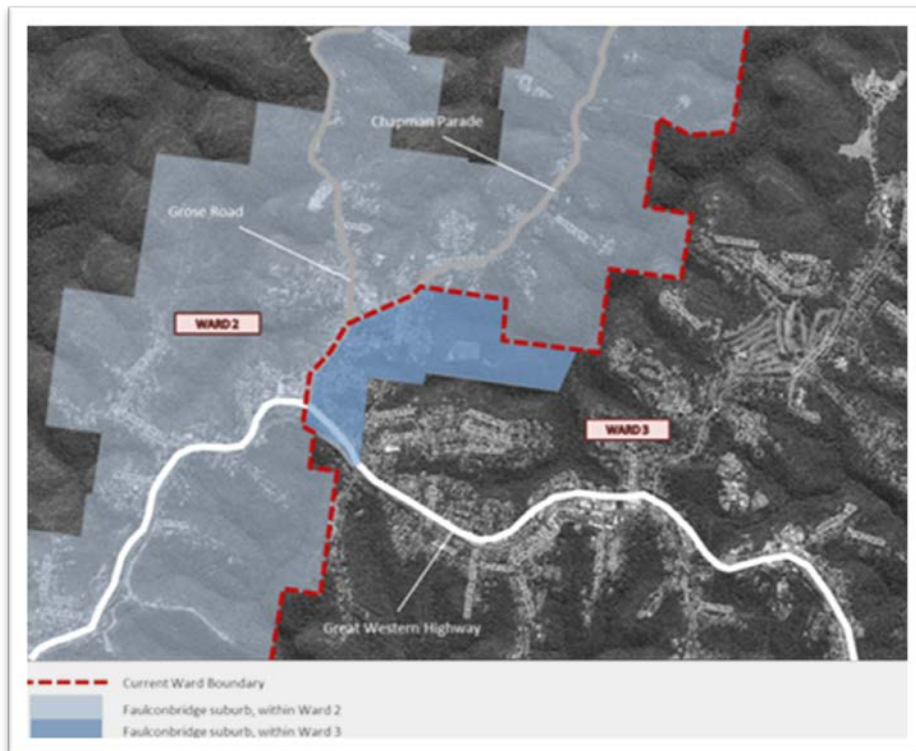 Chapman Parade
Grose Road
WARD 2
WARD 3
Great Western Highway
Current Ward Boundary
Faulconbridge suburb, within Ward 2
Faulconbridge suburb, within Ward 3